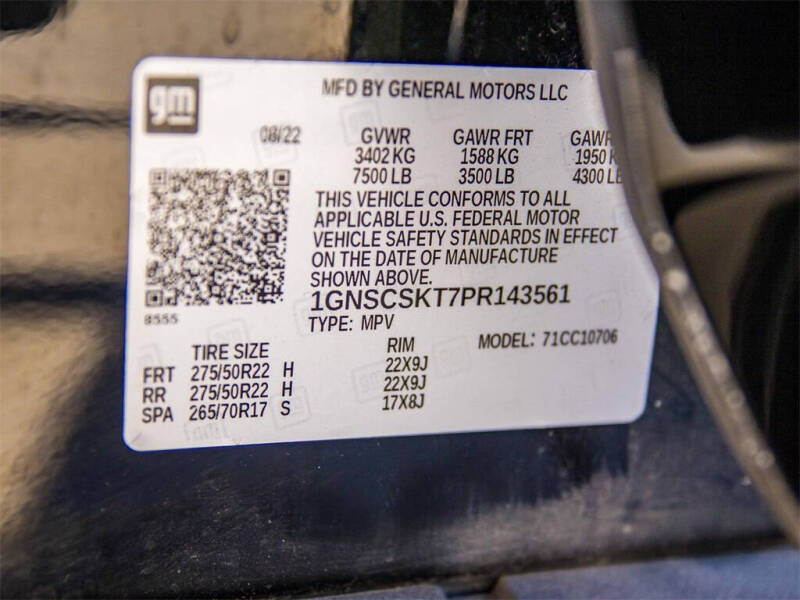 gm
MFD BY GENERAL MOTORS LLC
08/22 GVWR GAWR FRT GAWR
3402 KG 1588 KG 1950 K
7500 LB 3500 LB 4300 LB
THIS VEHICLE CONFORMS TO ALL
APPLICABLE U.S. FEDERAL MOTOR
VEHICLE SAFETY STANDARDS IN EFFECT
ON THE DATE OF MANUFACTURE
SHOWN ABOVE.
1GNSCSKT7PR143561
8555
TYPE: MPV
MODEL: 71CC10706
TIRE SIZE RIM
FRT 275/50R22 H 22X9J
RR 275/50R22 H 22X9J
SPA 265/70R17 S 17X8J